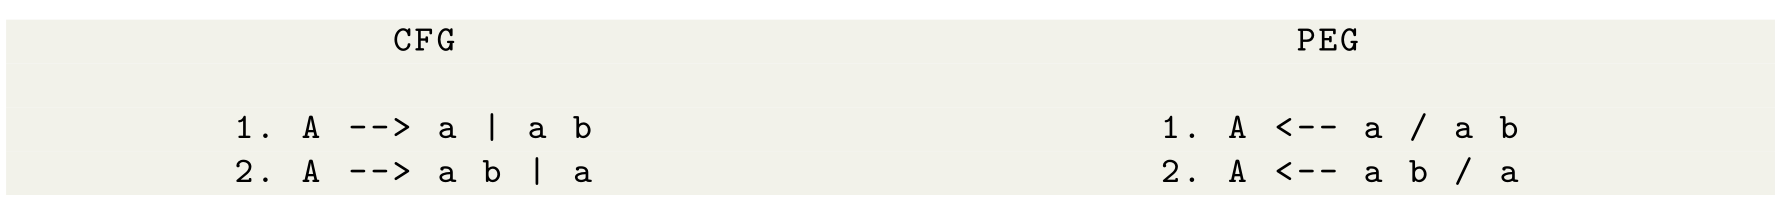 CFG PEG
1. A --> a | a b 1. A <-- a / a b
2. A --> a b | a 2. A <-- a b / a